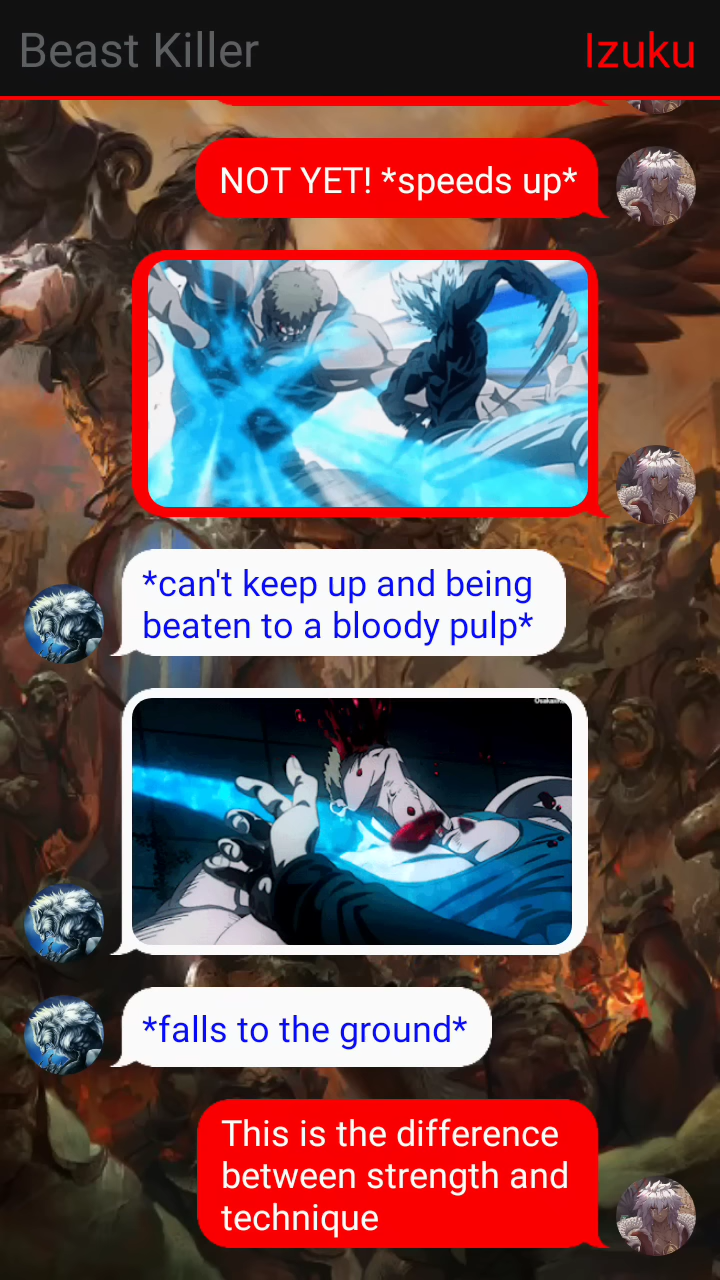 Beast Killer
Izuku
NOT YET! *speeds up*
*can't keep up and being
beaten to a bloody pulp*
*falls to the ground*
This is the difference
between strength and
technique